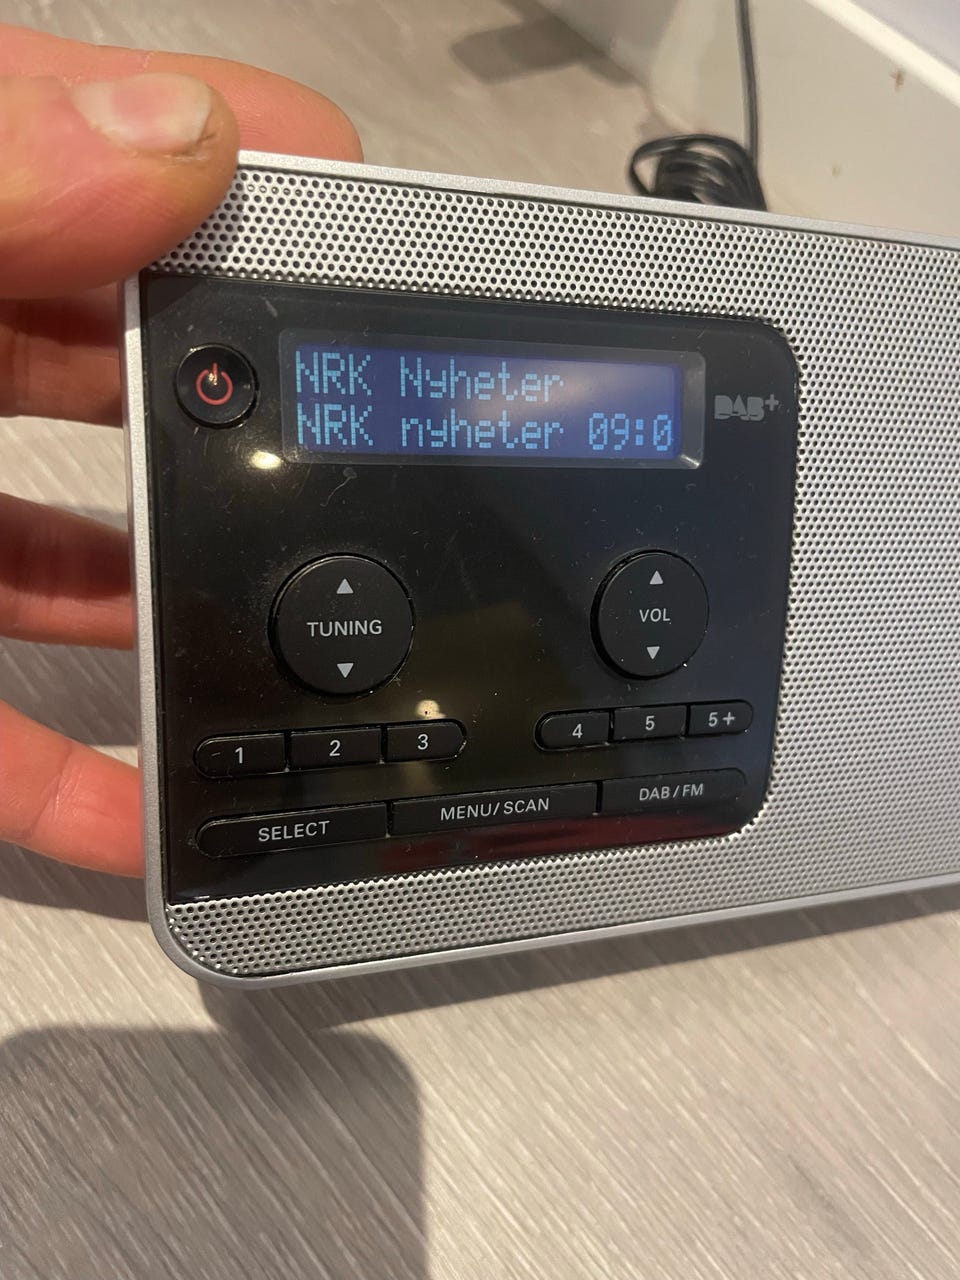 NRK Nyheter
NRK nyheter 09:0
DAB+
TUNING
VOL
1 2 3 4 5 5+
SELECT MENU/SCAN DAB/FM